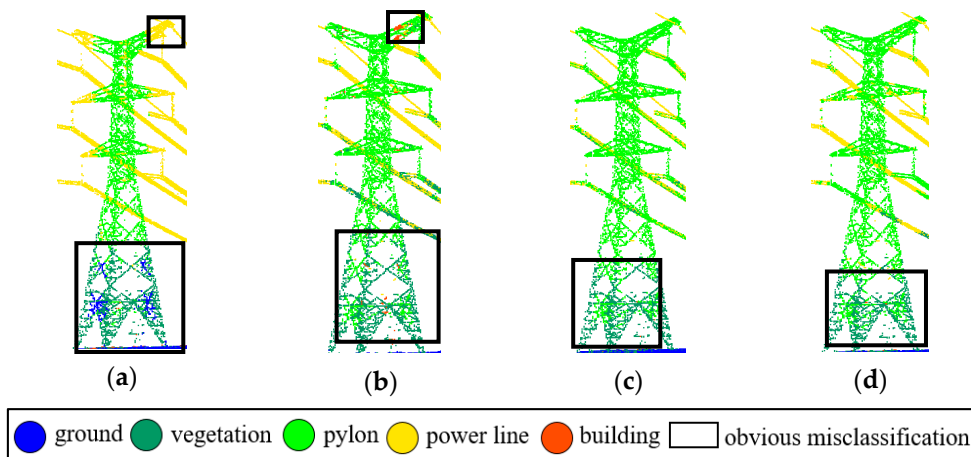 (a) (b) (c) (d)
ground vegetation pylon power line building obvious misclassification